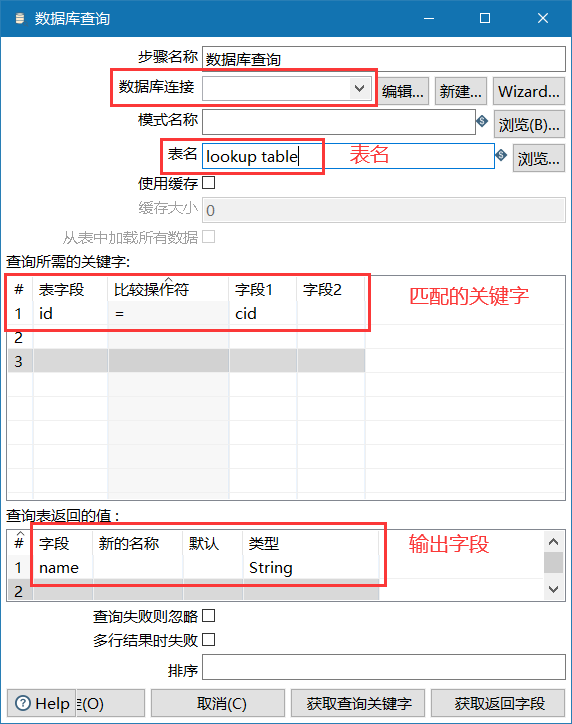 数据库查询
步骤名称 数据库查询
数据库连接 编辑... 新建... Wizard...
模式名称 浏览(B)...
表名 lookup table 表名 浏览...
使用缓存
缓存大小 0
从表中加载所有数据
查询所需的关键字:
# 表字段 比较操作符 字段1 字段2 匹配的关键字
1 id = cid
2
3
查询表返回的值 :
# 字段 新的名称 默认 类型 输出字段
1 name String
2
查询失败则忽略
多行结果时失败
排序
Help (O) 取消(C) 获取查询关键字 获取返回字段